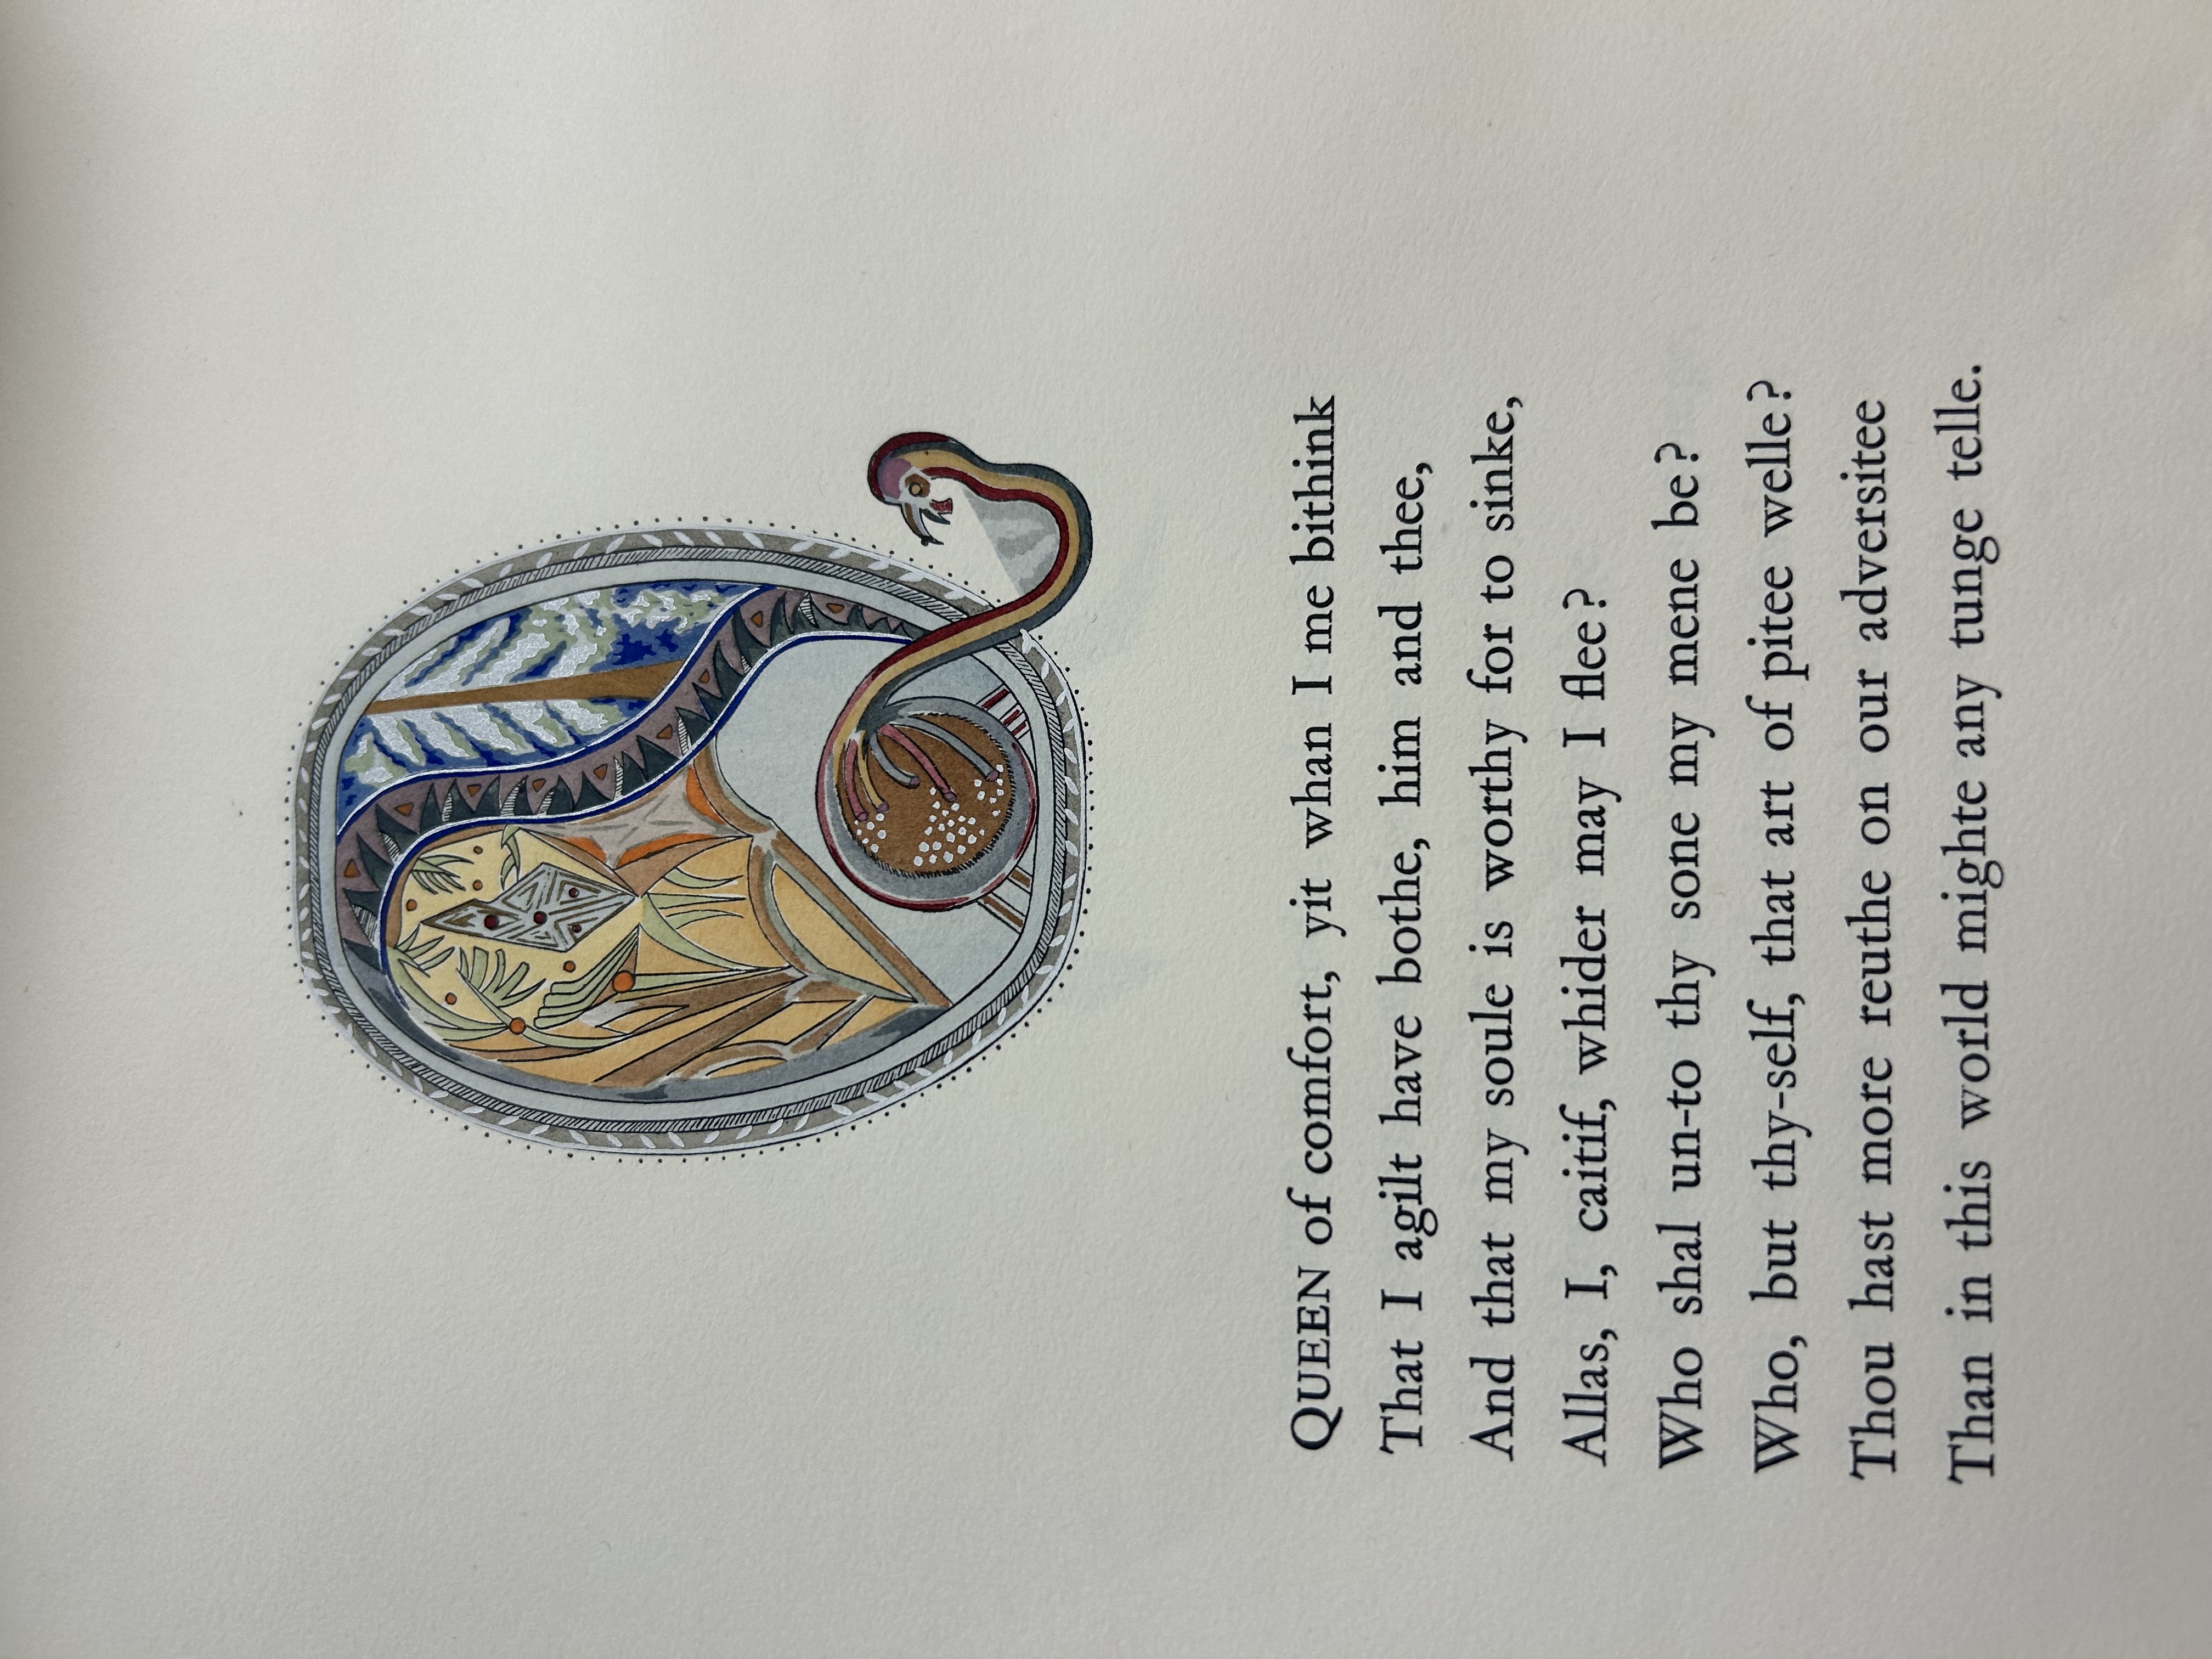 QUEEN of comfort, yit whan I me bithink
That I agilt have bothe, him and thee,
And that my soule is worthy for to sinke,
Allas, I, caitif, whider may I flee?
Who shal un-to thy sone my mene be?
Who, but thy-self, that art of pitee welle?
Thou hast more reuthe on our adversitee
Than in this world mighte any tunge telle.